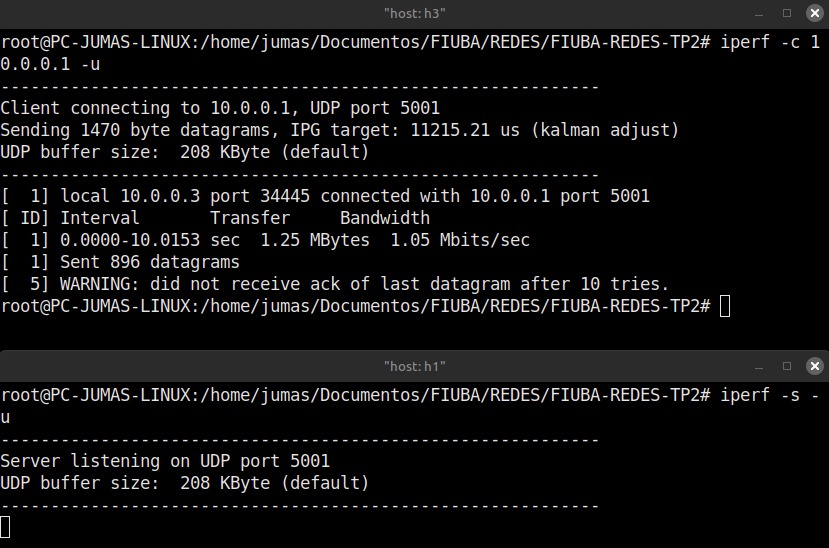 "host: h3"
root@PC-JUMAS-LINUX:/home/jumas/Documentos/FIUBA/REDES/FIUBA-REDES-TP2# iperf -c 1
0.0.0.1 -u
------------------------------------------------------------
Client connecting to 10.0.0.1, UDP port 5001
Sending 1470 byte datagrams, IPG target: 11215.21 us (kalman adjust)
UDP buffer size:  208 KByte (default)
------------------------------------------------------------
[  1] local 10.0.0.3 port 34445 connected with 10.0.0.1 port 5001
[ ID] Interval       Transfer     Bandwidth
[  1] 0.0000-10.0153 sec  1.25 MBytes  1.05 Mbits/sec
[  1] Sent 896 datagrams
[  5] WARNING: did not receive ack of last datagram after 10 tries.
root@PC-JUMAS-LINUX:/home/jumas/Documentos/FIUBA/REDES/FIUBA-REDES-TP2#
"host: h1"
root@PC-JUMAS-LINUX:/home/jumas/Documentos/FIUBA/REDES/FIUBA-REDES-TP2# iperf -s -
u
------------------------------------------------------------
Server listening on UDP port 5001
UDP buffer size:  208 KByte (default)
------------------------------------------------------------